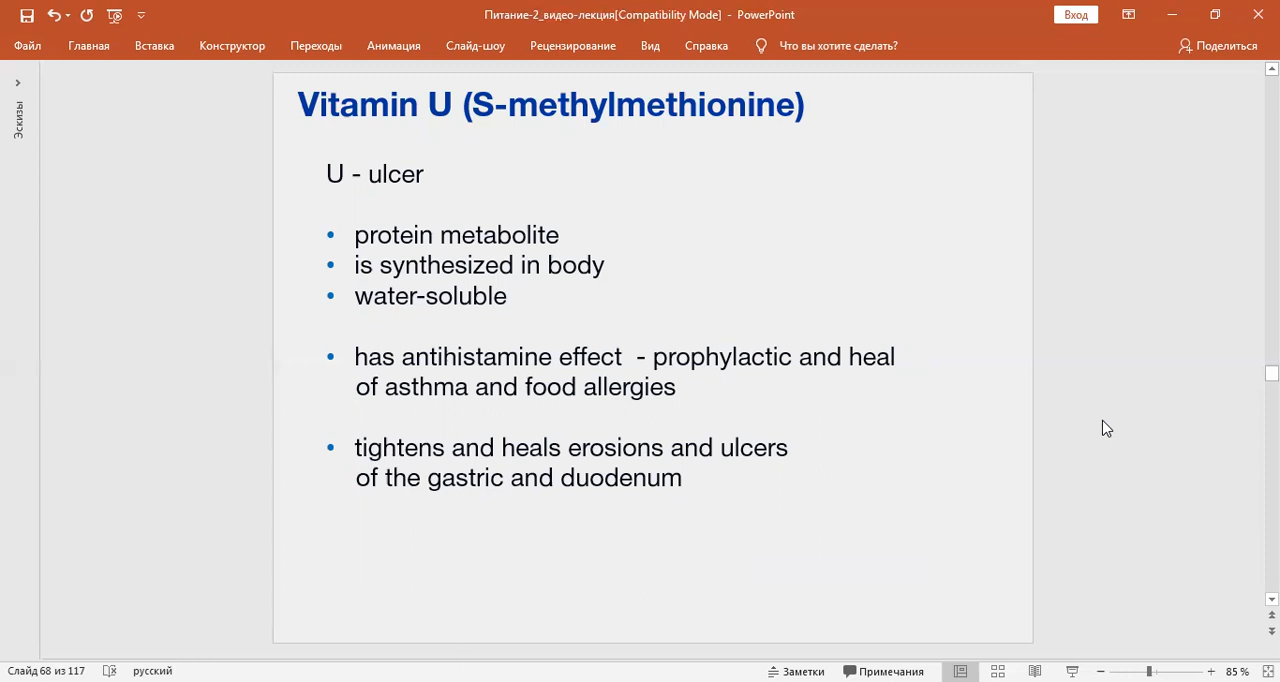 Питание-2_видео-лекция[Compatibility Mode] - PowerPoint
Вход
Файл Главная Вставка Конструктор Переходы Анимация Слайд-шоу Рецензирование Вид Справка Что вы хотите сделать? Поделиться
Эскизы
Vitamin U (S-methylmethionine)
U - ulcer
• protein metabolite
• is synthesized in body
• water-soluble
• has antihistamine effect - prophylactic and heal
of asthma and food allergies
• tightens and heals erosions and ulcers
of the gastric and duodenum
Слайд 68 из 117 русский Заметки Примечания 85 %